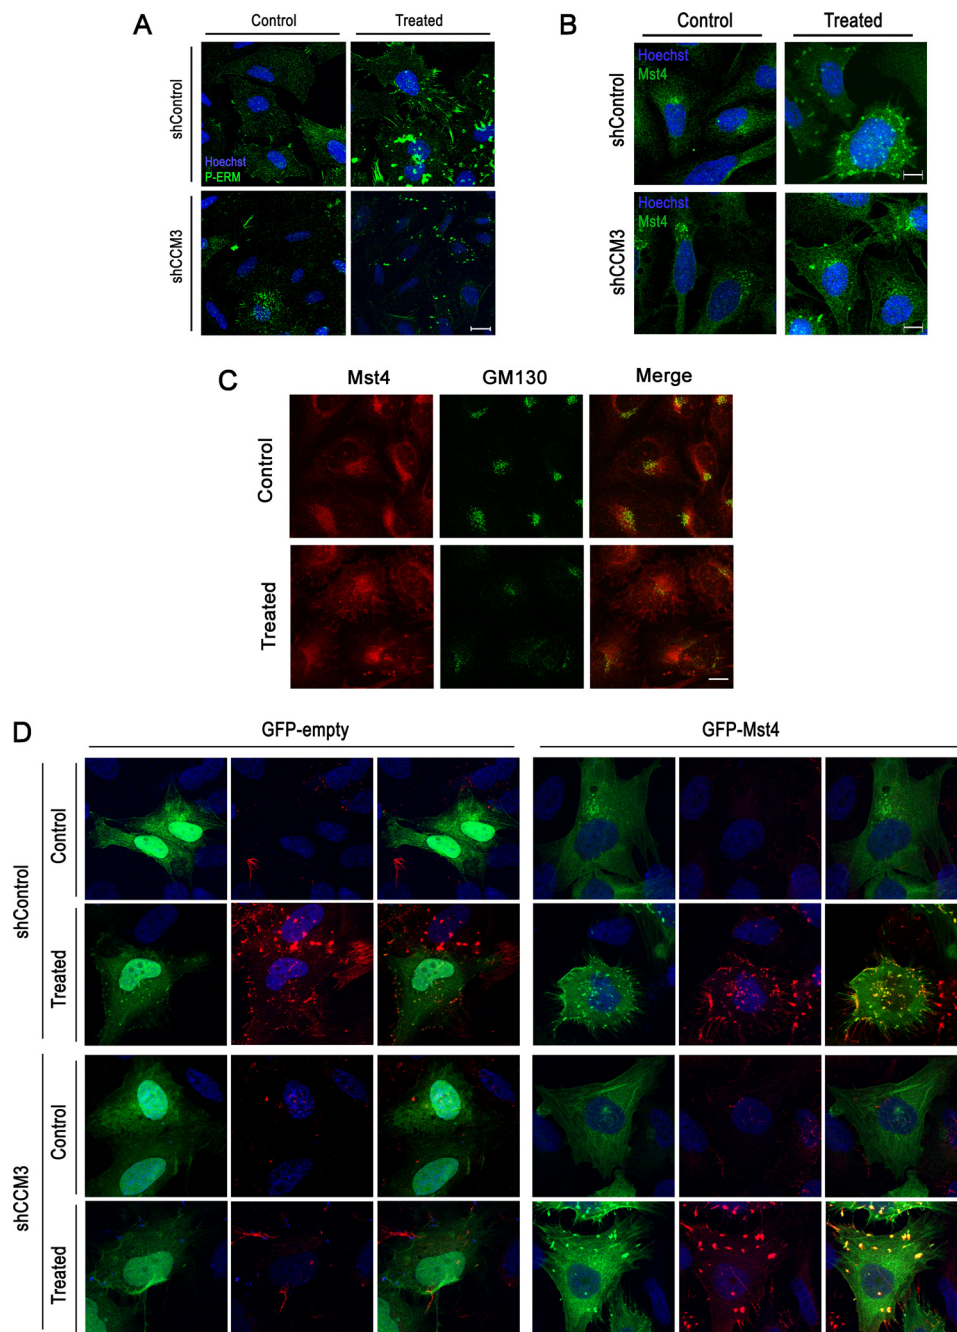 A
Control
Treated
shControl
Hoechst
P-ERM
shCCM3
B
Control
Treated
shControl
Hoechst
Mst4
shCCM3
Hoechst
Mst4
C
Mst4
GM130
Merge
Control
Treated
D
GFP-empty
GFP-Mst4
shControl
Control
Treated
shCCM3
Control
Treated